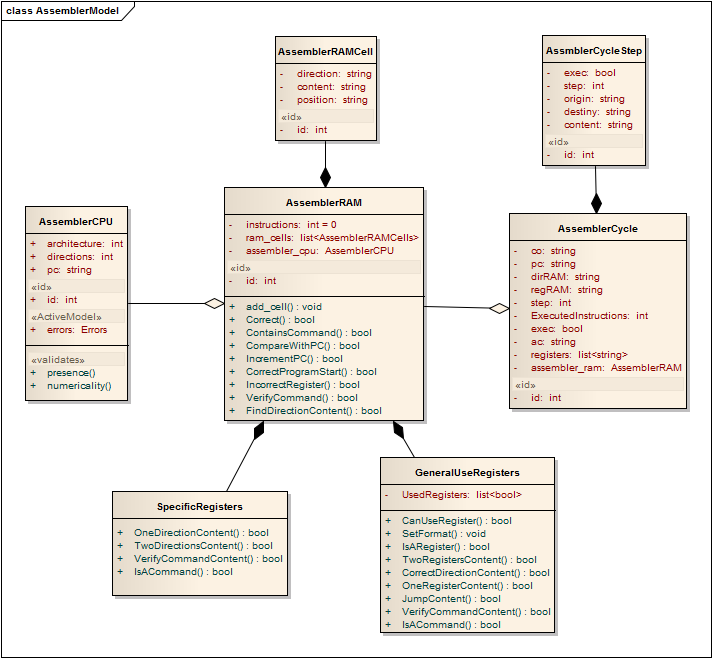 class AssemblerModel
AssemblerRAMCell
- direction: string
- content: string
- position: string
«id»
- id: int
AssmblerCycleStep
- exec: bool
- step: int
- origin: string
- destiny: string
- content: string
«id»
- id: int
AssemblerCPU
+ architecture: int
+ directions: int
+ pc: string
«id»
+ id: int
«ActiveModel»
+ errors: Errors
«validates»
+ presence()
+ numericality()
AssemblerRAM
- instructions: int = 0
- ram_cells: list<AssemblerRAMCells>
- assembler_cpu: AssemblerCPU
«id»
- id: int
+ add_cell() : void
+ Correct() : bool
+ ContainsCommand() : bool
+ CompareWithPC() : bool
+ IncrementPC() : bool
+ CorrectProgramStart() : bool
+ IncorrectRegister() : bool
+ VerifyCommand() : bool
+ FindDirectionContent() : bool
AssemblerCycle
- co: string
- pc: string
- dirRAM: string
- regRAM: string
- step: int
- ExecutedInstructions: int
- exec: bool
- ac: string
- registers: list<string>
- assembler_ram: AssemblerRAM
«id»
- id: int
SpecificRegisters
+ OneDirectionContent() : bool
+ TwoDirectionsContent() : bool
+ VerifyCommandContent() : bool
+ IsACommand() : bool
GeneralUseRegisters
- UsedRegisters: list<bool>
+ CanUseRegister() : bool
+ SetFormat() : void
+ IsARegister() : bool
+ TwoRegistersContent() : bool
+ CorrectDirectionContent() : bool
+ OneRegisterContent() : bool
+ JumpContent() : bool
+ VerifyCommandContent() : bool
+ IsACommand() : bool